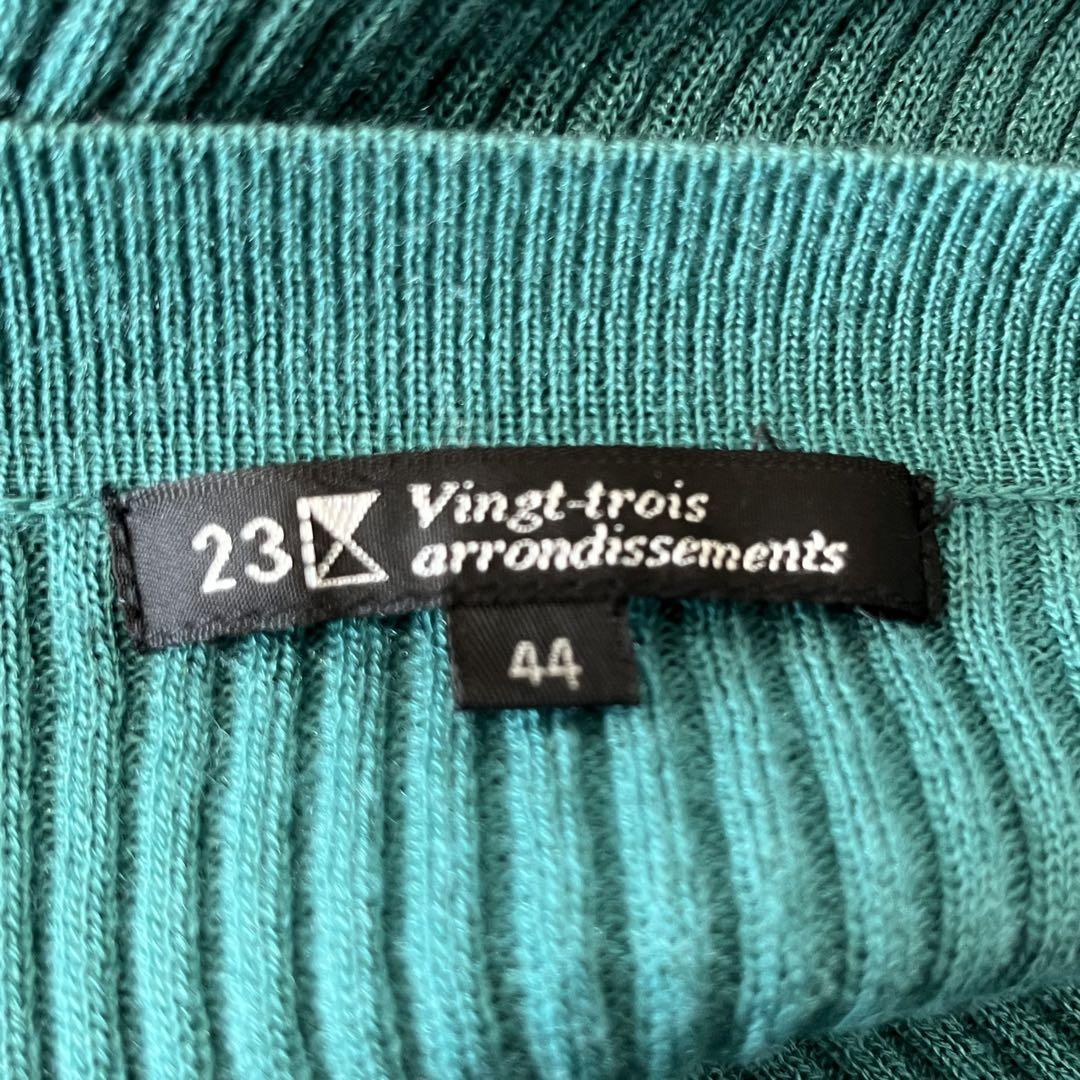 23 Vingt-trois
arrondissements
44